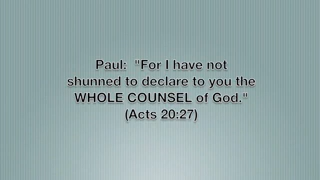 Paul:  "For I have not
shunned to declare to you the
WHOLE COUNSEL of God."
(Acts 20:27)